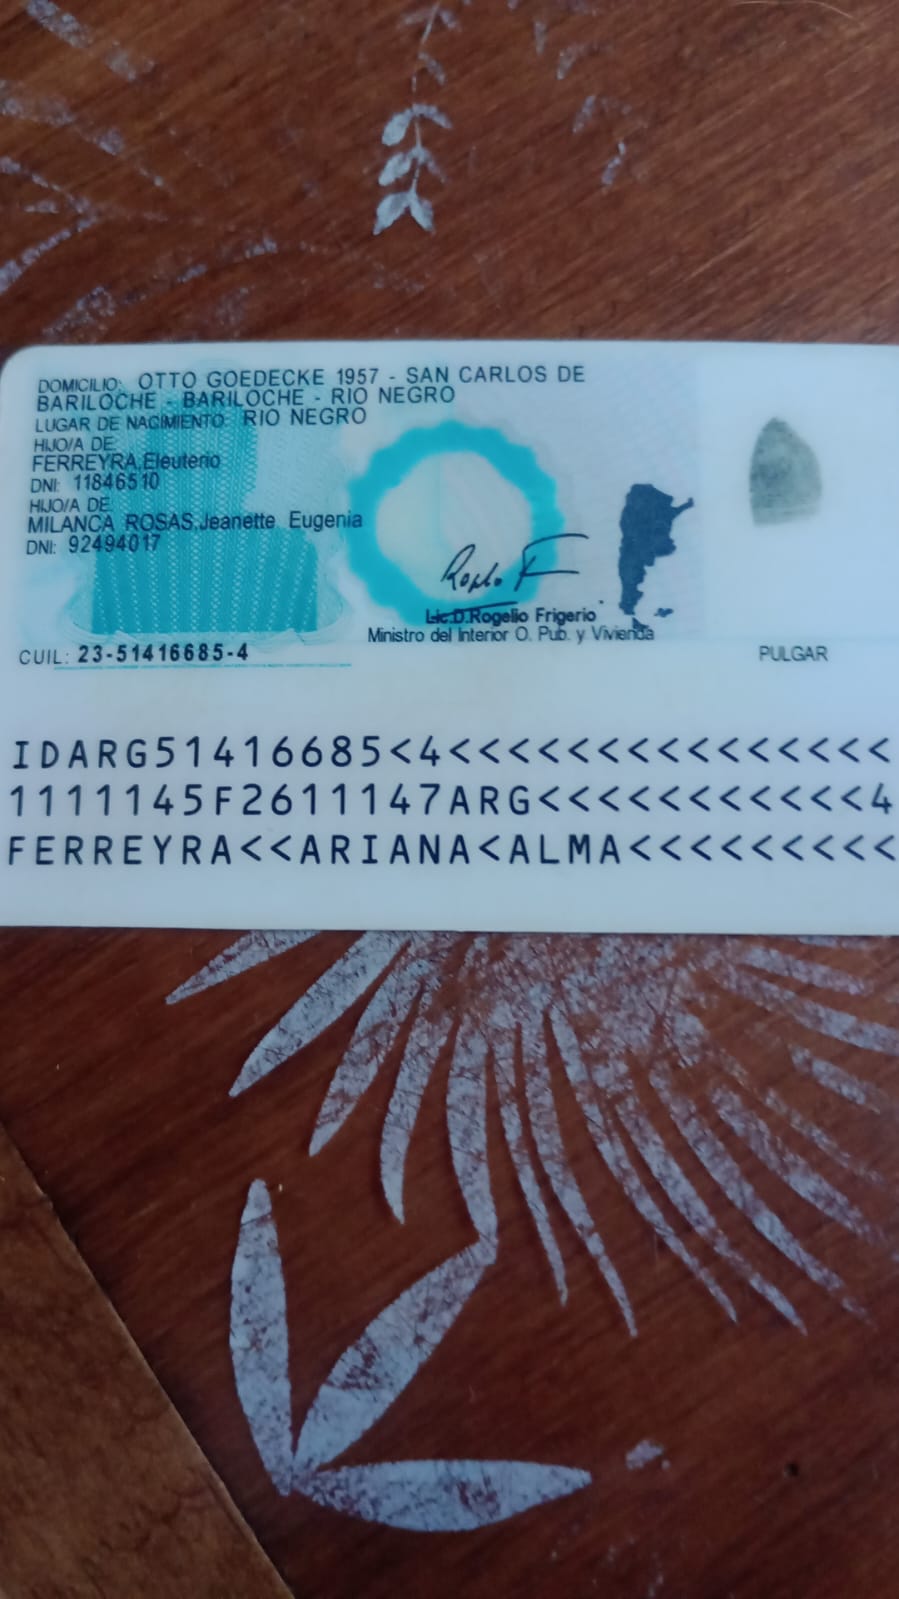 DOMICILIO: OTTO GOEDECKE 1957 - SAN CARLOS DE
BARILOCHE - BARILOCHE - RIO NEGRO
LUGAR DE NACIMIENTO: RIO NEGRO
HIJO/A DE:
FERREYRA,Eleuterio
DNI: 11846510
HIJO/A DE:
MILANCA ROSAS,Jeanette Eugenia
DNI: 92494017
Lic.D.Rogelio Frigerio
Ministro del Interior O. Pub. y Vivienda
CUIL: 23-51416685-4
PULGAR
IDARG51416685<4<<<<<<<<<<<<<<<
1111145F2611147ARG<<<<<<<<<<<4
FERREYRA<<ARIANA<ALMA<<<<<<<<<